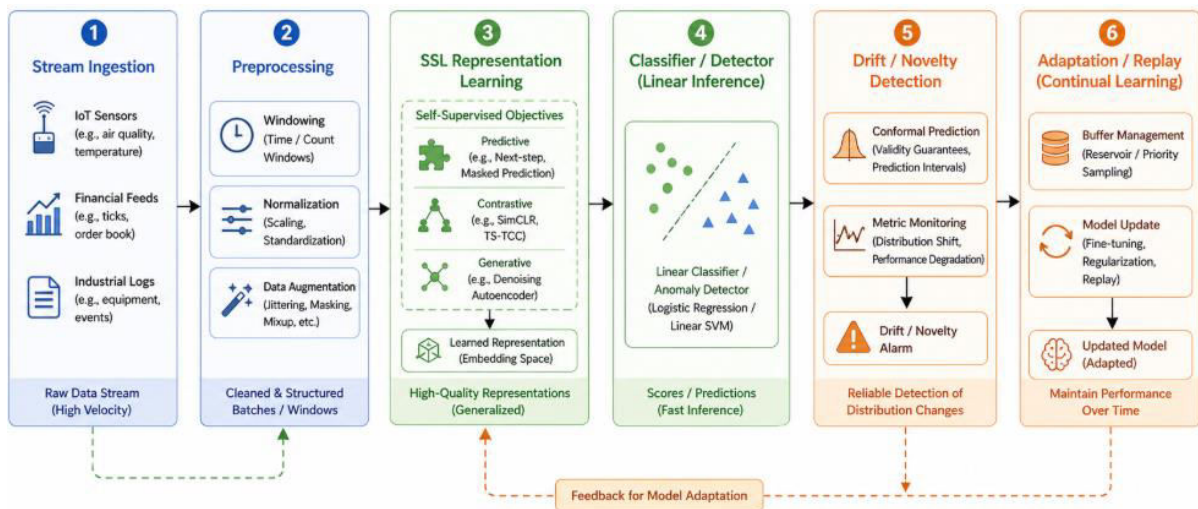 1
Stream Ingestion
IoT Sensors
(e.g., air quality,
temperature)
Financial Feeds
(e.g., ticks,
order book)
Industrial Logs
(e.g., equipment,
events)
Raw Data Stream
(High Velocity)
2
Preprocessing
Windowing
(Time / Count
Windows)
Normalization
(Scaling,
Standardization)
Data Augmentation
(Jittering, Masking,
Mixup, etc.)
Cleaned & Structured
Batches / Windows
3
SSL Representation
Learning
Self-Supervised Objectives
Predictive
(e.g., Next-step,
Masked Prediction)
Contrastive
(e.g., SimCLR,
TS-TCC)
Generative
(e.g., Denoising
Autoencoder)
Learned Representation
(Embedding Space)
High-Quality Representations
(Generalized)
4
Classifier / Detector
(Linear Inference)
Linear Classifier /
Anomaly Detector
(Logistic Regression /
Linear SVM)
Scores / Predictions
(Fast Inference)
5
Drift / Novelty
Detection
Conformal Prediction
(Validity Guarantees,
Prediction Intervals)
Metric Monitoring
(Distribution Shift,
Performance Degradation)
Drift / Novelty
Alarm
Reliable Detection of
Distribution Changes
6
Adaptation / Replay
(Continual Learning)
Buffer Management
(Reservoir / Priority
Sampling)
Model Update
(Fine-tuning,
Regularization,
Replay)
Updated Model
(Adapted)
Maintain Performance
Over Time
Feedback for Model Adaptation